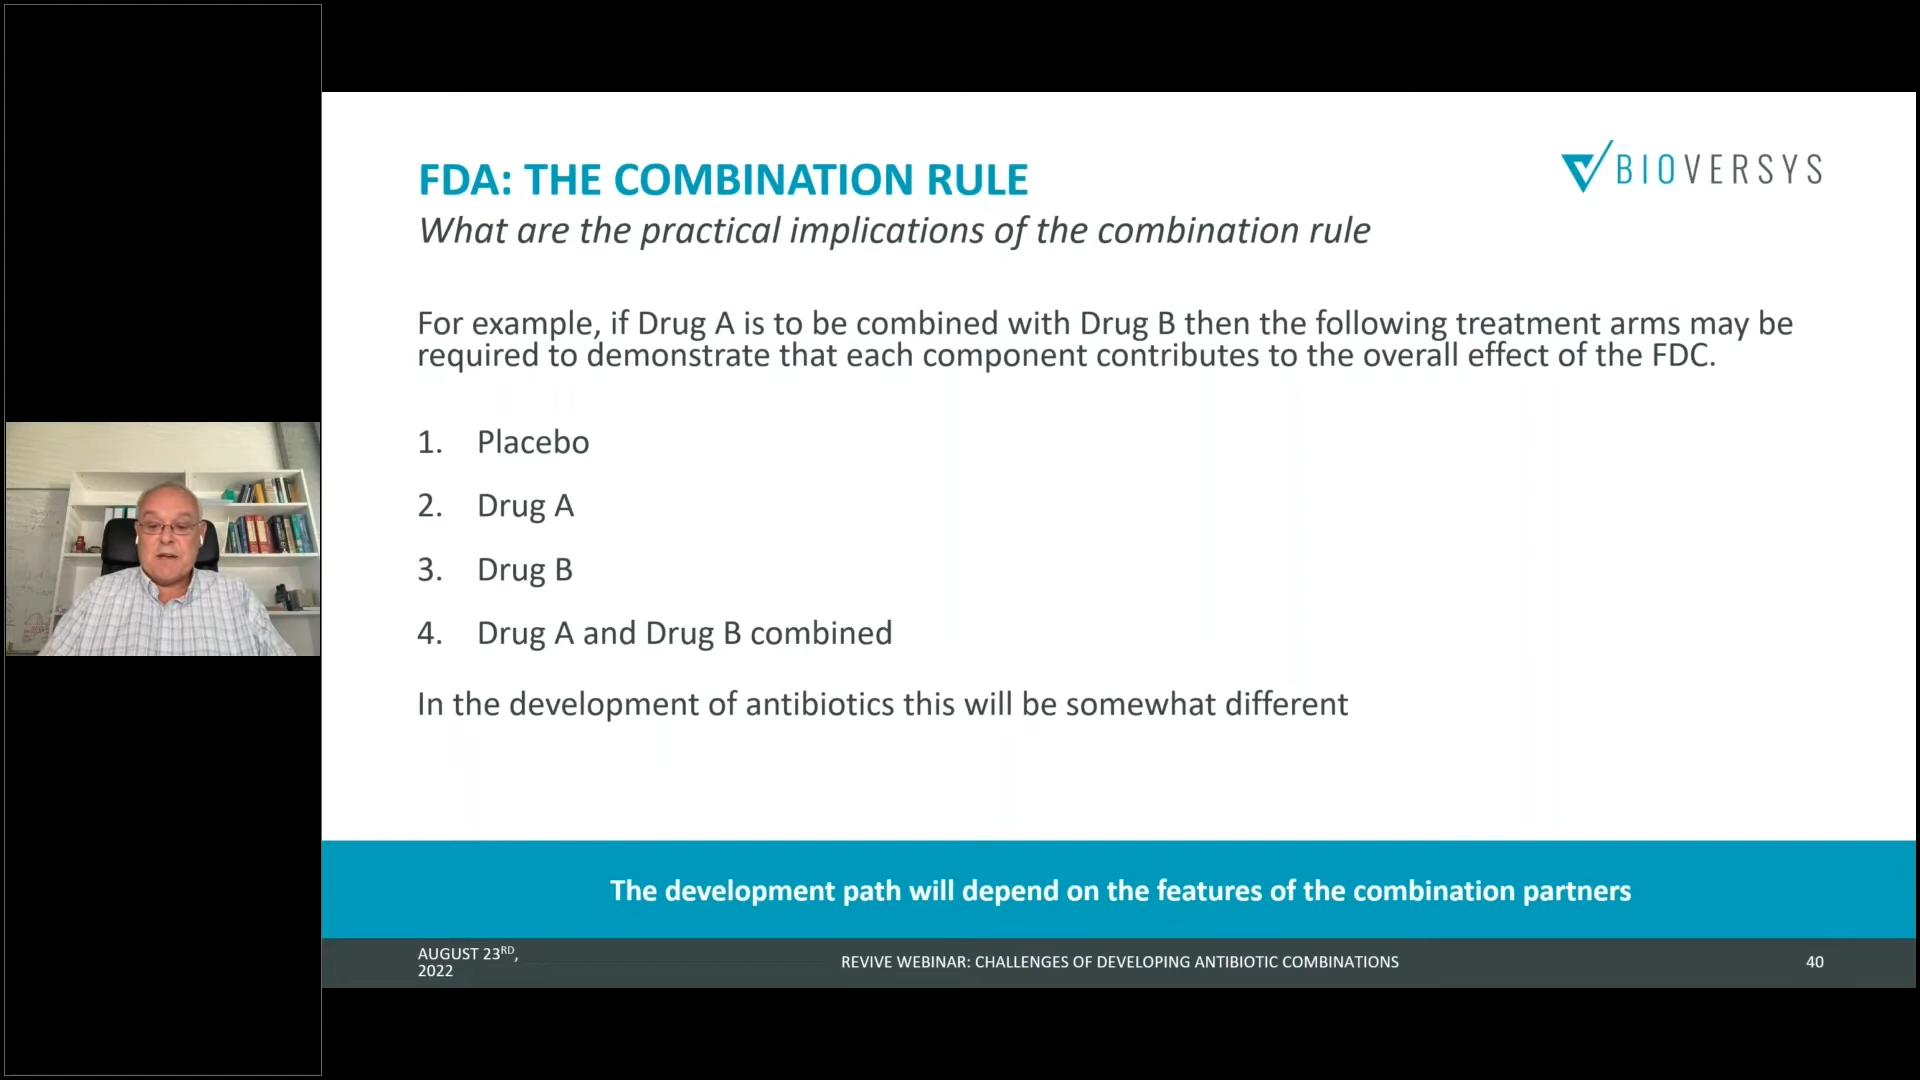 FDA: THE COMBINATION RULE
BIOVERSYS
What are the practical implications of the combination rule
For example, if Drug A is to be combined with Drug B then the following treatment arms may be
required to demonstrate that each component contributes to the overall effect of the FDC.
1. Placebo
2. Drug A
3. Drug B
4. Drug A and Drug B combined
In the development of antibiotics this will be somewhat different
The development path will depend on the features of the combination partners
AUGUST 23RD,
2022
REVIVE WEBINAR: CHALLENGES OF DEVELOPING ANTIBIOTIC COMBINATIONS
40